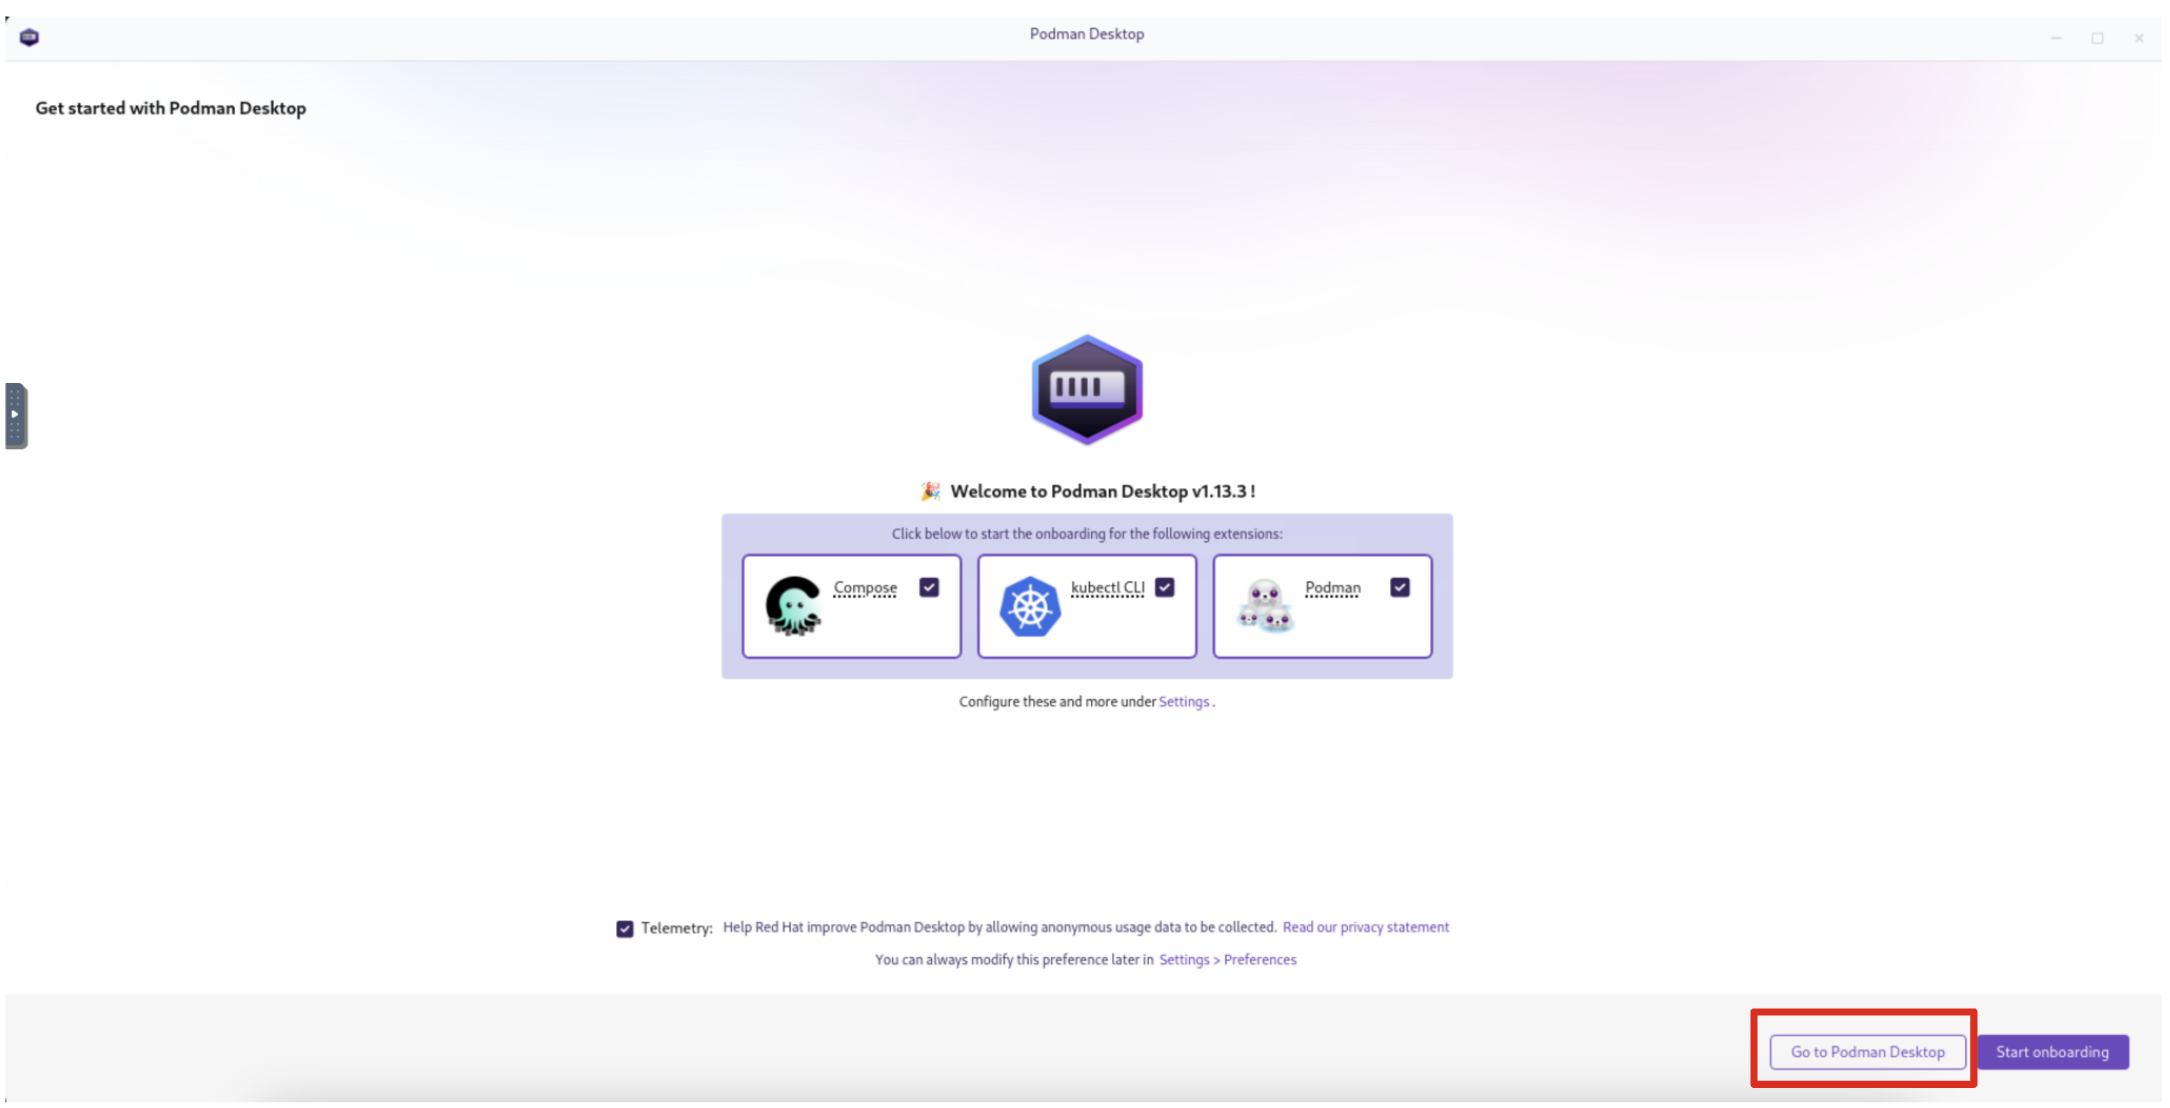 Podman Desktop
Get started with Podman Desktop
Welcome to Podman Desktop v1.13.3 !
Click below to start the onboarding for the following extensions:
Compose
kubectl CLI
Podman
Configure these and more under Settings .
Telemetry: Help Red Hat improve Podman Desktop by allowing anonymous usage data to be collected. Read our privacy statement
You can always modify this preference later in Settings > Preferences
Go to Podman Desktop
Start onboarding